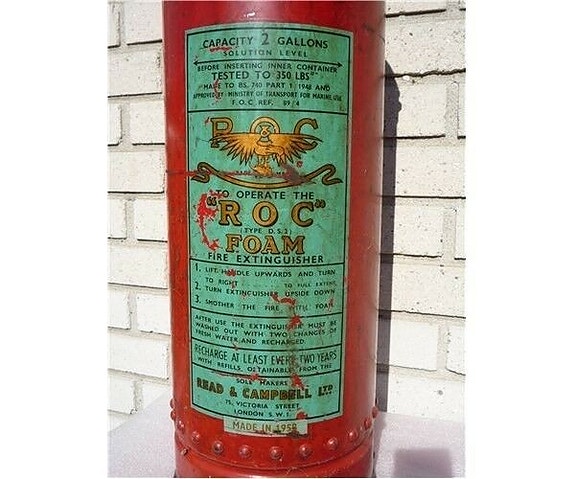 CAPACITY 2 GALLONS
SOLUTION LEVEL
BEFORE INSERTING INNER CONTAINER
TESTED TO 350 LBS
MADE TO BS. 740 PART 1 1948 AND
APPROVED BY MINISTRY OF TRANSPORT FOR MARINE USE
F.O.C. REF. 89/4
ROC
TO OPERATE THE
"ROC"
(TYPE D.S.2)
FOAM
FIRE EXTINGUISHER
1. LIFT HANDLE UPWARDS AND TURN
TO RIGHT TO FULL EXTENT
2. TURN EXTINGUISHER UPSIDE DOWN
3. SMOTHER THE FIRE WITH FOAM
AFTER USE THE EXTINGUISHER MUST BE
WASHED OUT WITH TWO CHANGES OF
FRESH WATER AND RECHARGED
RECHARGE AT LEAST EVERY TWO YEARS
WITH REFILLS OBTAINABLE FROM THE
SOLE MAKERS
READ & CAMPBELL LTD.
75, VICTORIA STREET
LONDON S.W.1.
MADE IN 1958